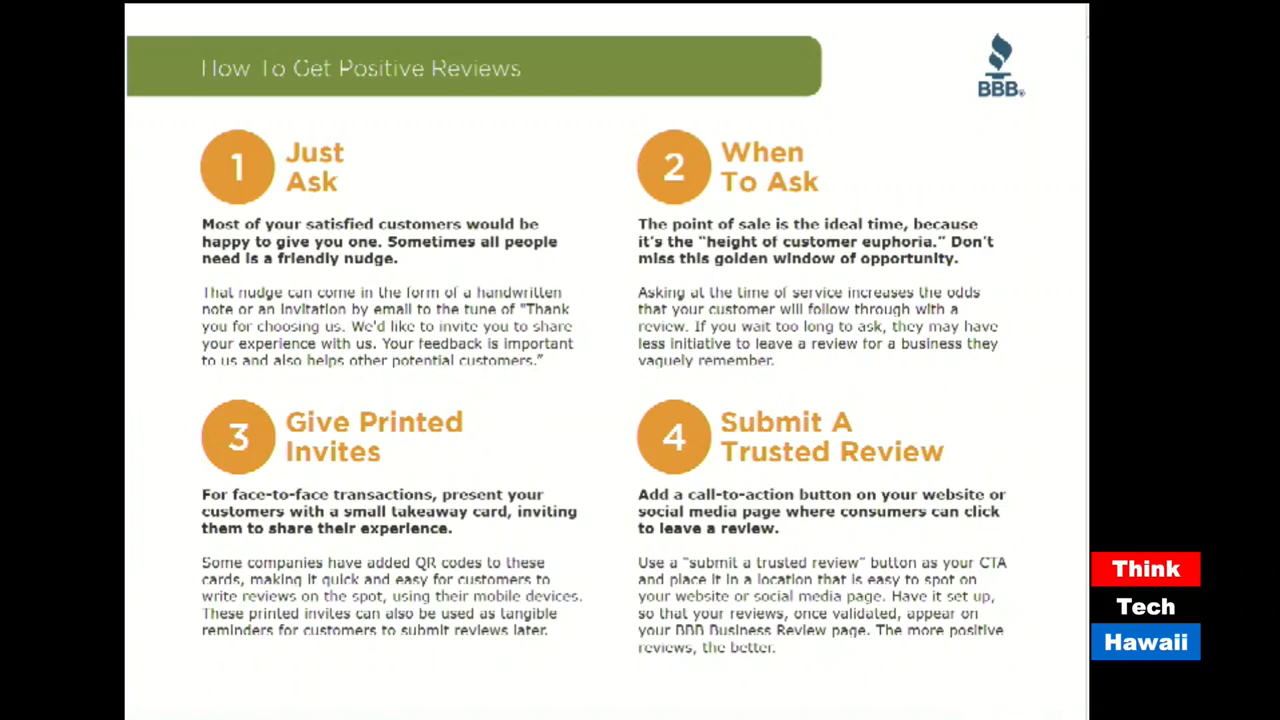 How To Get Positive Reviews
BBB®
1
Just
Ask
Most of your satisfied customers would be
happy to give you one. Sometimes all people
need is a friendly nudge.
That nudge can come in the form of a handwritten
note or an invitation by email to the tune of "Thank
you for choosing us. We'd like to invite you to share
your experience with us. Your feedback is important
to us and also helps other potential customers."
2
When
To Ask
The point of sale is the ideal time, because
it's the "height of customer euphoria." Don't
miss this golden window of opportunity.
Asking at the time of service increases the odds
that your customer will follow through with a
review. If you wait too long to ask, they may have
less initiative to leave a review for a business they
vaguely remember.
3
Give Printed
Invites
For face-to-face transactions, present your
customers with a small takeaway card, inviting
them to share their experience.
Some companies have added QR codes to these
cards, making it quick and easy for customers to
write reviews on the spot, using their mobile devices.
These printed invites can also be used as tangible
reminders for customers to submit reviews later.
4
Submit A
Trusted Review
Add a call-to-action button on your website or
social media page where consumers can click
to leave a review.
Use a "submit a trusted review" button as your CTA
and place it in a location that is easy to spot on
your website or social media page. Have it set up,
so that your reviews, once validated, appear on
your BBB Business Review page. The more positive
reviews, the better.
Think
Tech
Hawaii